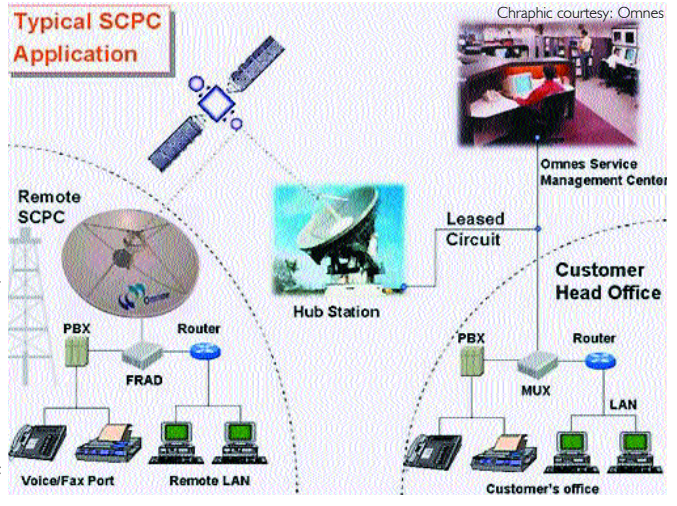 Chraphic courtesy: Omnes
Typical SCPC
Application
Omnes Service
Management Center
Remote
SCPC
Leased
Circuit
Customer
Head Office
Omnes
Hub Station
PBX
Router
FRAD
PBX
Router
MUX
LAN
Voice/Fax Port
Remote LAN
Customer's office